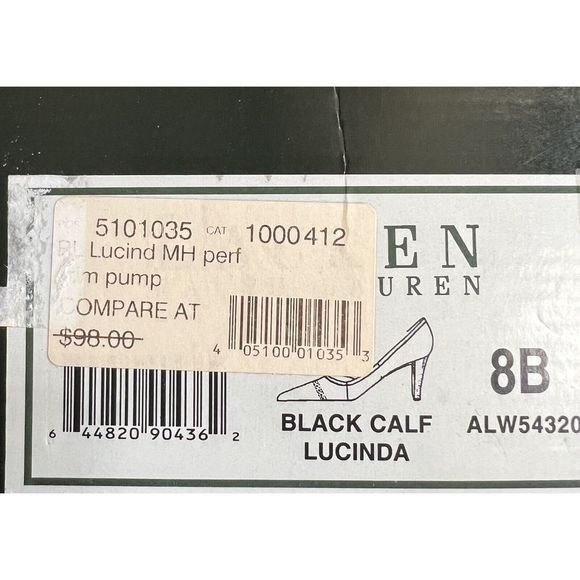 5101035 CAT 1000412
RL Lucind MH perf
pump
COMPARE AT
$98.00
4 05100 01035 3
EN
UREN
8B
BLACK CALF ALW54320
LUCINDA
6 44820 90436 2